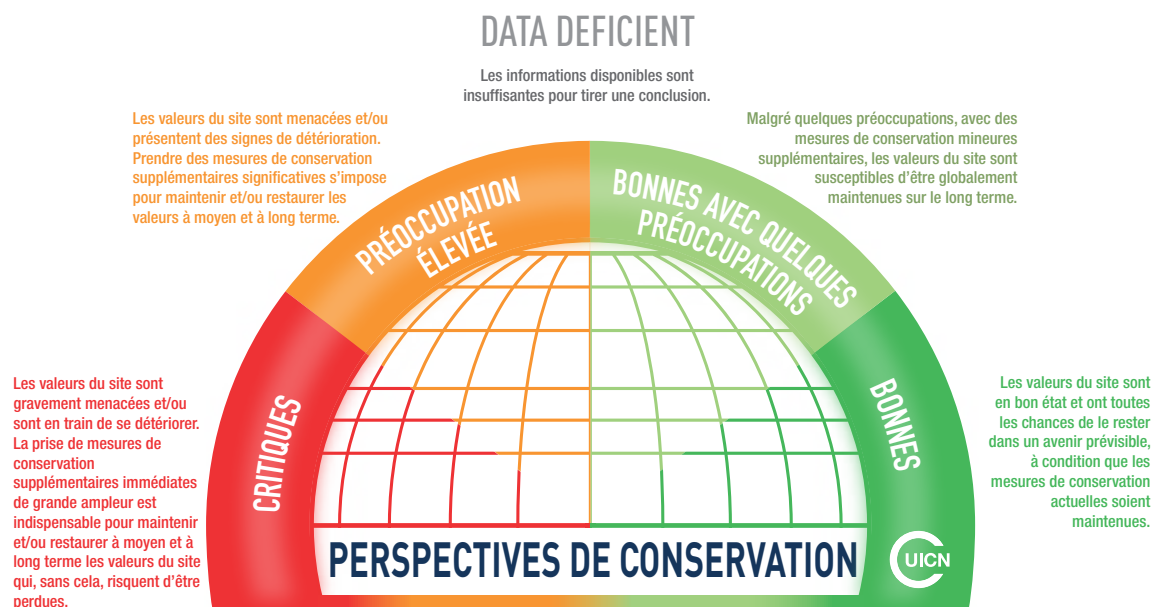 DATA DEFICIENT
Les informations disponibles sont
insuffisantes pour tirer une conclusion.
Les valeurs du site sont menacées et/ou
présentent des signes de détérioration.
Prendre des mesures de conservation
supplémentaires significatives s'impose
pour maintenir et/ou restaurer les
valeurs à moyen et à long terme.
Malgré quelques préoccupations, avec des
mesures de conservation mineures
supplémentaires, les valeurs du site sont
susceptibles d'être globalement
maintenues sur le long terme.
PRÉOCCUPATION
ÉLEVÉE
BONNES AVEC QUELQUES
PRÉOCCUPATIONS
Les valeurs du site sont
gravement menacées et/ou
sont en train de se détériorer.
La prise de mesures de
conservation
supplémentaires immédiates
de grande ampleur est
indispensable pour maintenir
et/ou restaurer à moyen et à
long terme les valeurs du site
qui, sans cela, risquent d'être
perdues.
CRITIQUES
BONNES
Les valeurs du site sont
en bon état et ont toutes
les chances de le rester
dans un avenir prévisible,
à condition que les
mesures de conservation
actuelles soient
maintenues.
PERSPECTIVES DE CONSERVATION
UICN